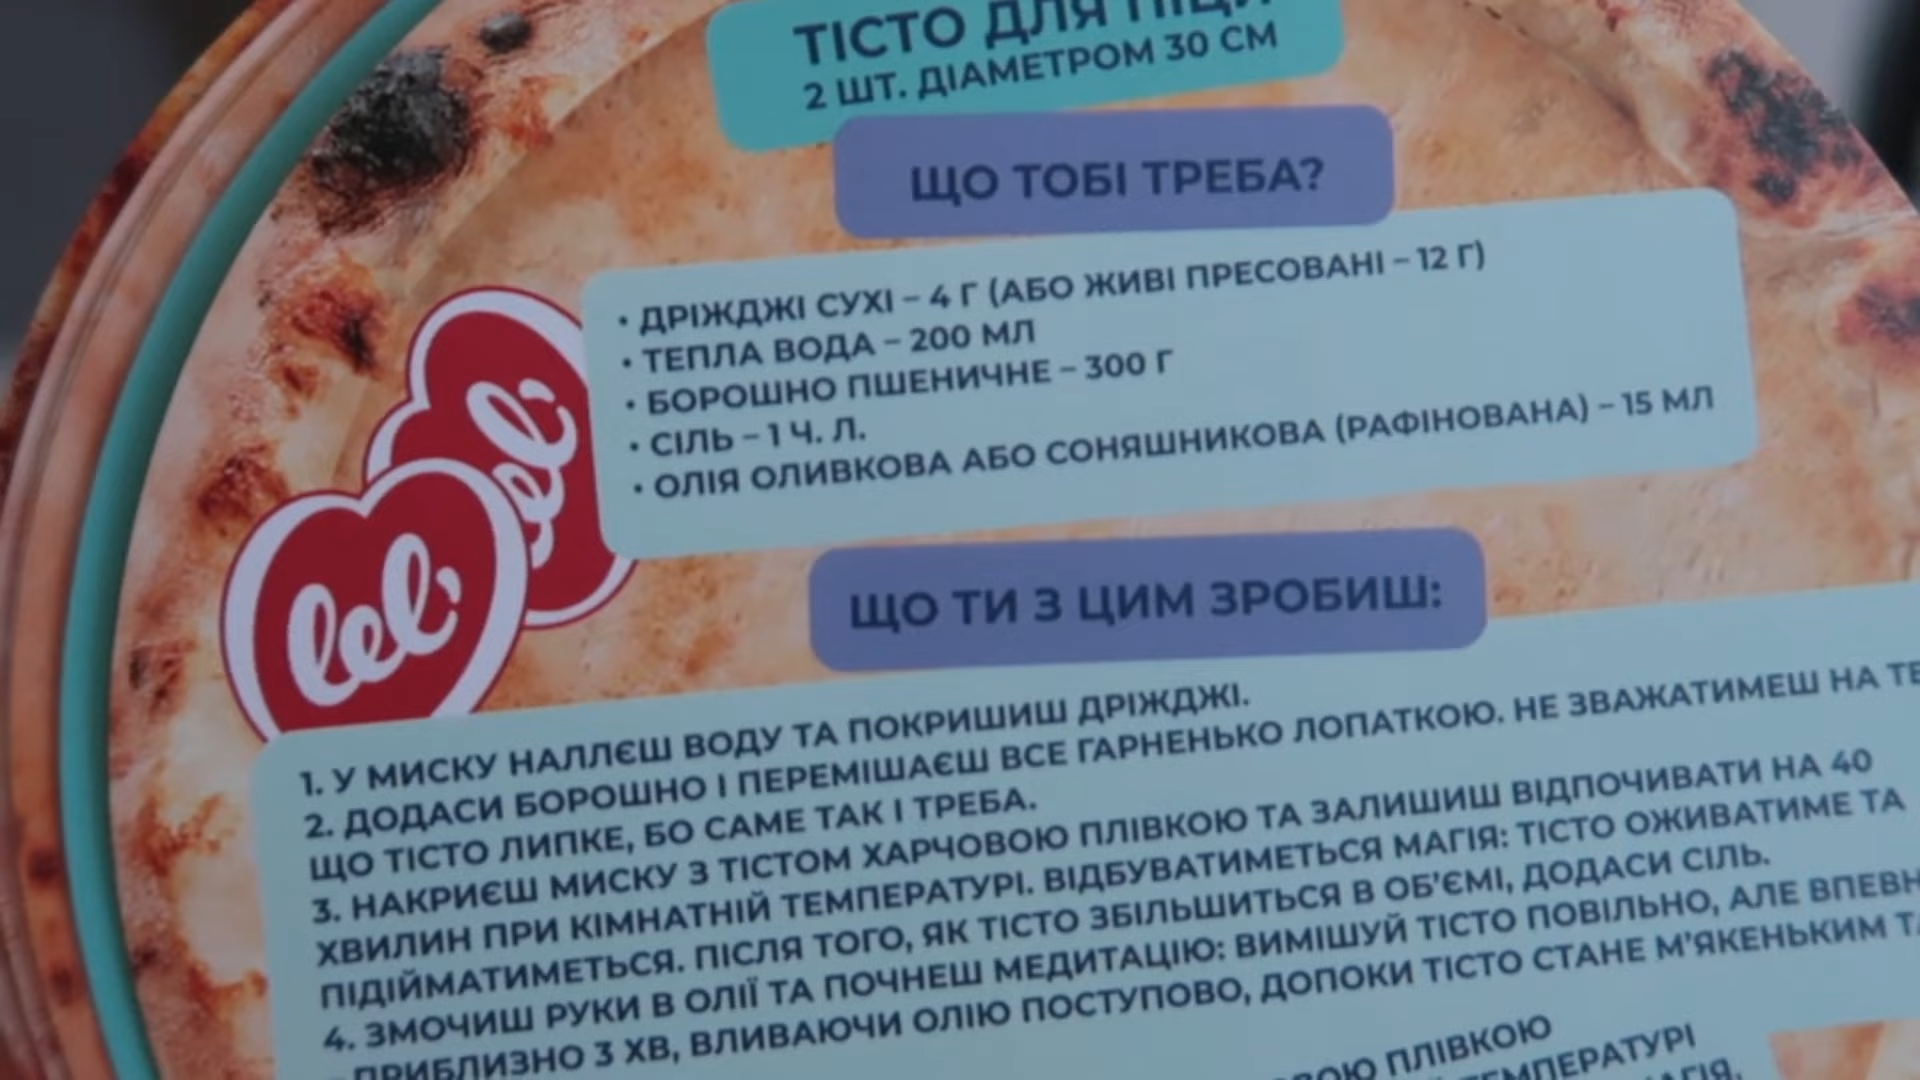 ТІСТО ДЛЯ ПІЦИ
2 ШТ. ДІАМЕТРОМ 30 СМ
ЩО ТОБІ ТРЕБА?
• ДРІЖДЖІ СУХІ – 4 Г (АБО ЖИВІ ПРЕСОВАНІ – 12 Г)
• ТЕПЛА ВОДА – 200 МЛ
• БОРОШНО ПШЕНИЧНЕ – 300 Г
• СІЛЬ – 1 Ч. Л.
• ОЛІЯ ОЛИВКОВА АБО СОНЯШНИКОВА (РАФІНОВАНА) – 15 МЛ
lel
lel
ЩО ТИ З ЦИМ ЗРОБИШ:
1. У МИСКУ НАЛЛЄШ ВОДУ ТА ПОКРИШИШ ДРІЖДЖІ.
2. ДОДАСИ БОРОШНО І ПЕРЕМІШАЄШ ВСЕ ГАРНЕНЬКО ЛОПАТКОЮ. НЕ ЗВАЖАТИМЕШ НА ТЕ
ЩО ТІСТО ЛИПКЕ, БО САМЕ ТАК І ТРЕБА.
3. НАКРИЄШ МИСКУ З ТІСТОМ ХАРЧОВОЮ ПЛІВКОЮ ТА ЗАЛИШИШ ВІДПОЧИВАТИ НА 40
ХВИЛИН ПРИ КІМНАТНІЙ ТЕМПЕРАТУРІ. ВІДБУВАТИМЕТЬСЯ МАГІЯ: ТІСТО ОЖИВАТИМЕ ТА
ПІДІЙМАТИМЕТЬСЯ. ПІСЛЯ ТОГО, ЯК ТІСТО ЗБІЛЬШИТЬСЯ В ОБ'ЄМІ, ДОДАСИ СІЛЬ.
4. ЗМОЧИШ РУКИ В ОЛІЇ ТА ПОЧНЕШ МЕДИТАЦІЮ: ВИМІШУЙ ТІСТО ПОВІЛЬНО, АЛЕ ВПЕВН
ПРИБЛИЗНО 3 ХВ, ВЛИВАЮЧИ ОЛІЮ ПОСТУПОВО, ДОПОКИ ТІСТО СТАНЕ М'ЯКЕНЬКИМ
ПЛІВКОЮ
ТЕМПЕРАТУРІ